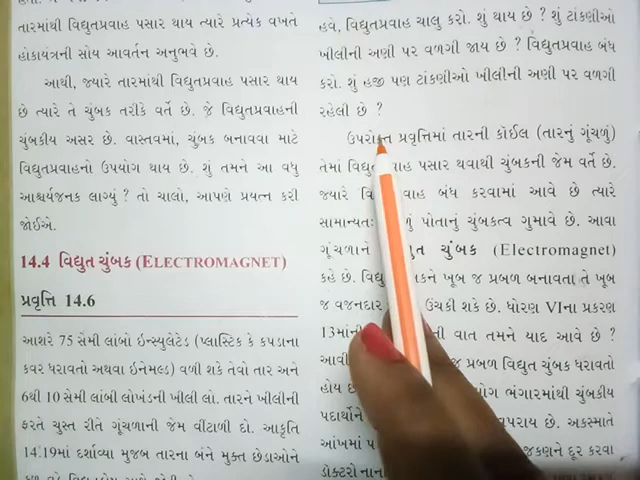 તારમાંથી વિદ્યુતપ્રવાહ પસાર થાય ત્યારે પ્રત્યેક વખતે
હોકાયંત્રની સોય આવર્તન અનુભવે છે.
આથી, જ્યારે તારમાંથી વિદ્યુતપ્રવાહ પસાર થાય
છે ત્યારે તે ચુંબક તરીકે વર્તે છે. જે વિદ્યુતપ્રવાહની
ચુંબકીય અસર છે. વાસ્તવમાં, ચુંબક બનાવવા માટે
વિદ્યુતપ્રવાહનો ઉપયોગ થાય છે. શું તમને આ વધુ
આશ્ચર્યજનક લાગ્યું ? તો ચાલો, આપણે પ્રયત્ન કરી
જોઈએ.
14.4 વિદ્યુત ચુંબક (ELECTROMAGNET)
પ્રવૃત્તિ 14.6
આશરે 75 સેમી લાંબો ઇન્સ્યુલેટેડ (પ્લાસ્ટિક કે કપડાના
કવર ધરાવતો અથવા ઇનેમલ્ડ) વળી શકે તેવો તાર અને
6થી 10 સેમી લાંબી લોખંડની ખીલી લો. તારને ખીલીની
ફરતે ચુસ્ત રીતે ગૂંચળાની જેમ વીંટાળી દો. આકૃતિ
14.19માં દર્શાવ્યા મુજબ તારના બંને મુક્ત છેડાઓને
હવે, વિદ્યુતપ્રવાહ ચાલુ કરો. શું થાય છે ? શું ટાંકણીઓ
ખીલીની અણી પર વળગી જાય છે ? વિદ્યુતપ્રવાહ બંધ
કરો. શું હજી પણ ટાંકણીઓ ખીલીની અણી પર વળગી
રહેલી છે ?
ઉપરોક્ત પ્રવૃત્તિમાં તારની કૉઈલ (તારનું ગૂંચળું)
તેમાં પસાર થવાથી ચુંબકની જેમ વર્તે છે.
જ્યારે બંધ કરવામાં આવે છે ત્યારે
સામાન્યતઃ પોતાનું ચુંબકત્વ ગુમાવે છે. આવા
ગૂંચળાને ચુંબક (Electromagnet)
કહે છે. ખૂબ જ પ્રબળ બનાવતા તે ખૂબ
જ વજનદાર ઉંચકી શકે છે. ધોરણ VIના પ્રકરણ
વાત તમને યાદ આવે છે ?
જ પ્રબળ વિદ્યુત ચુંબક ધરાવતો
હોય ભંગારમાંથી ચુંબકીય
પદાર્થોને છે. અકસ્માતે
આંખમાં દૂર કરવા
ડૉક્ટરો